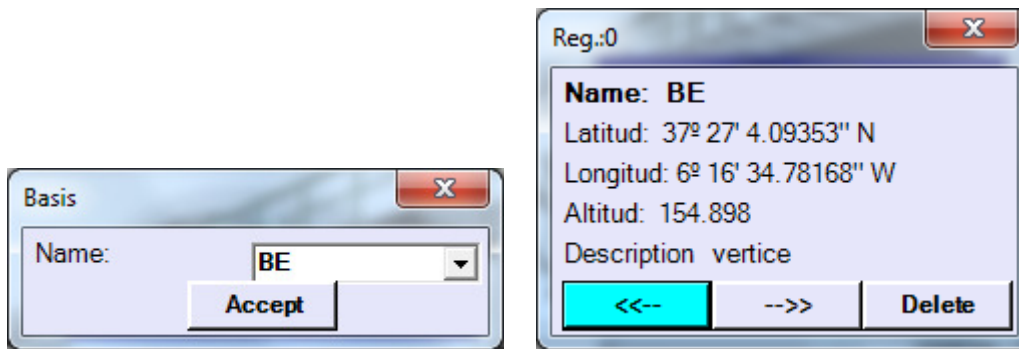 Basis
Name: BE
Accept
Reg.:0
Name: BE
Latitud: 37º 27' 4.09353'' N
Longitud: 6º 16' 34.78168'' W
Altitud: 154.898
Description vertice
<<-- -->> Delete